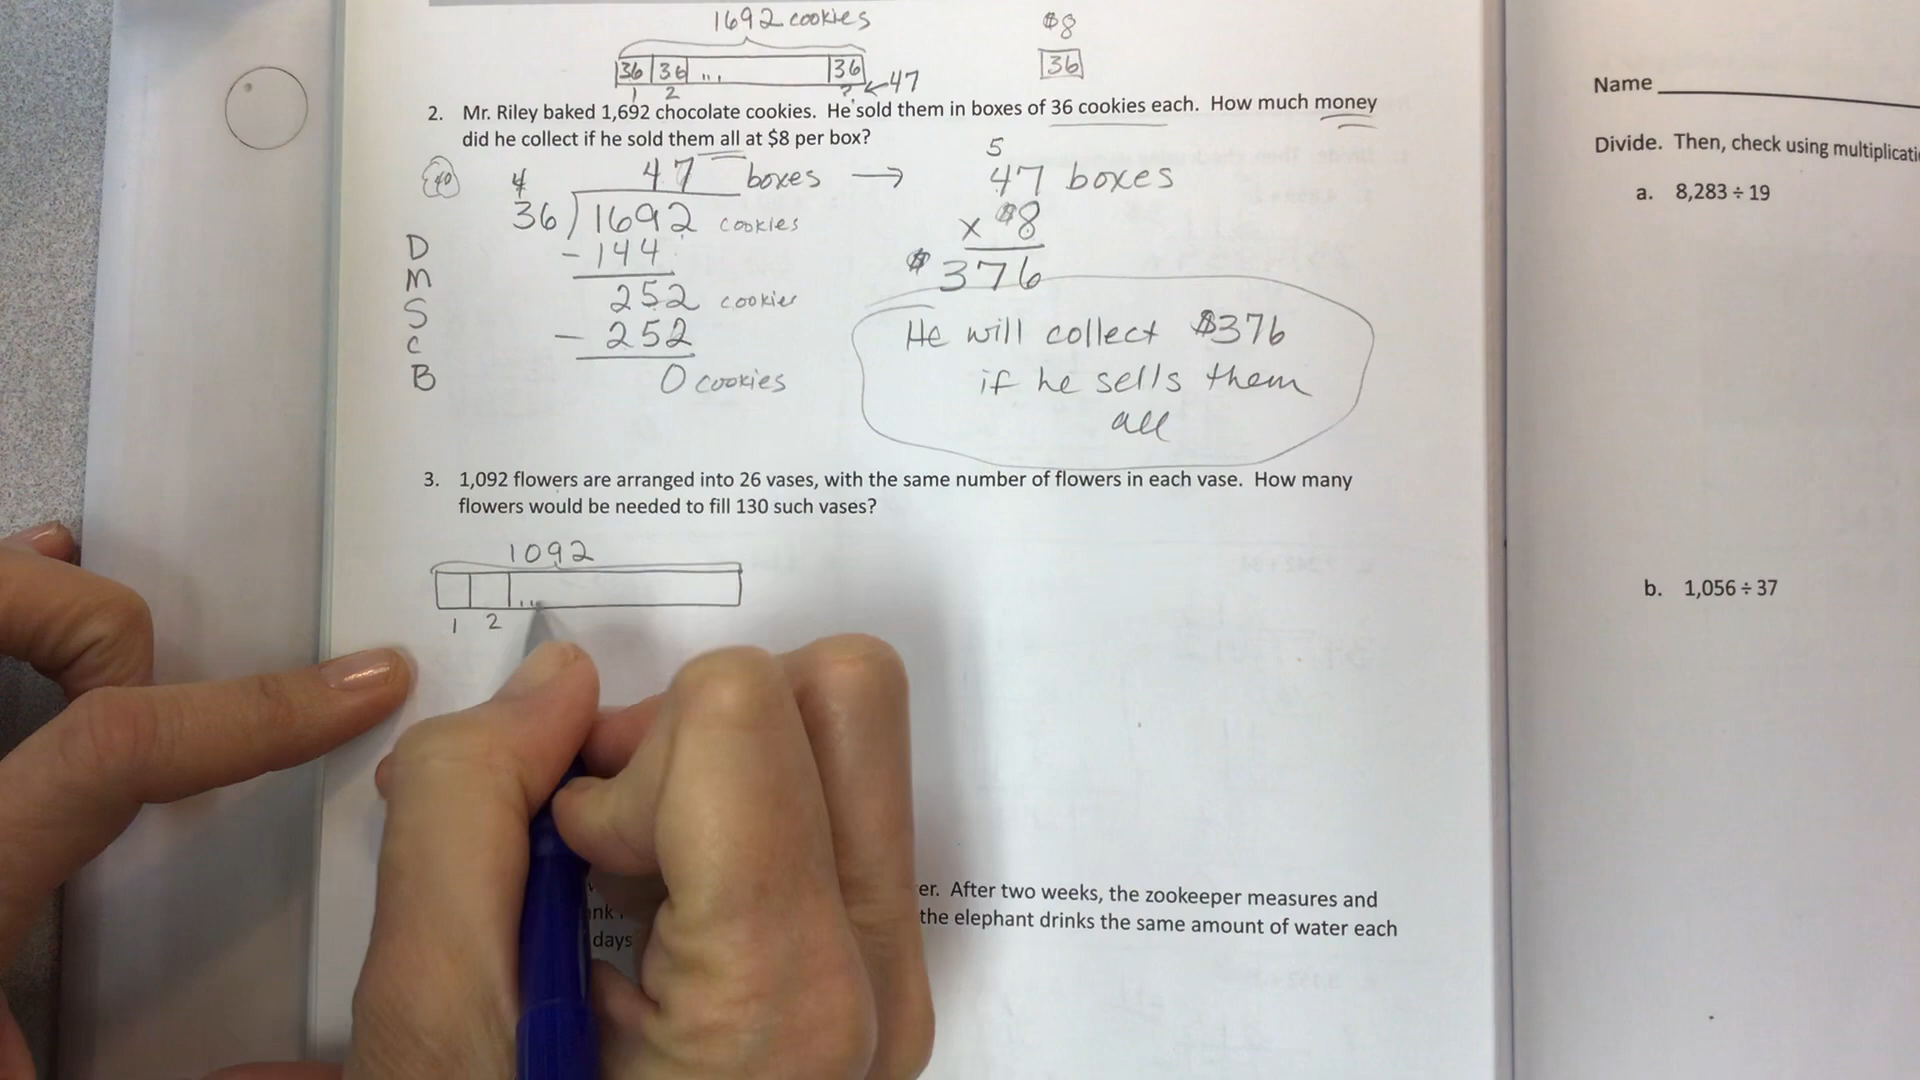 1692 cookies
$8
36 36 ... 36
36
1 2 ? 47
2. Mr. Riley baked 1,692 chocolate cookies. He sold them in boxes of 36 cookies each. How much money
did he collect if he sold them all at $8 per box?
40
4
47 boxes
36 1692 cookies
- 144
252 cookies
- 252
0 cookies
D
M
S
C
B
5
47 boxes
x $8
$ 376
He will collect $376
if he sells them
all
3. 1,092 flowers are arranged into 26 vases, with the same number of flowers in each vase. How many
flowers would be needed to fill 130 such vases?
1092
...
1 2
er. After two weeks, the zookeeper measures and
the elephant drinks the same amount of water each
days
Name
Divide. Then, check using
a. 8,283 ÷ 19
b. 1,056 ÷ 37